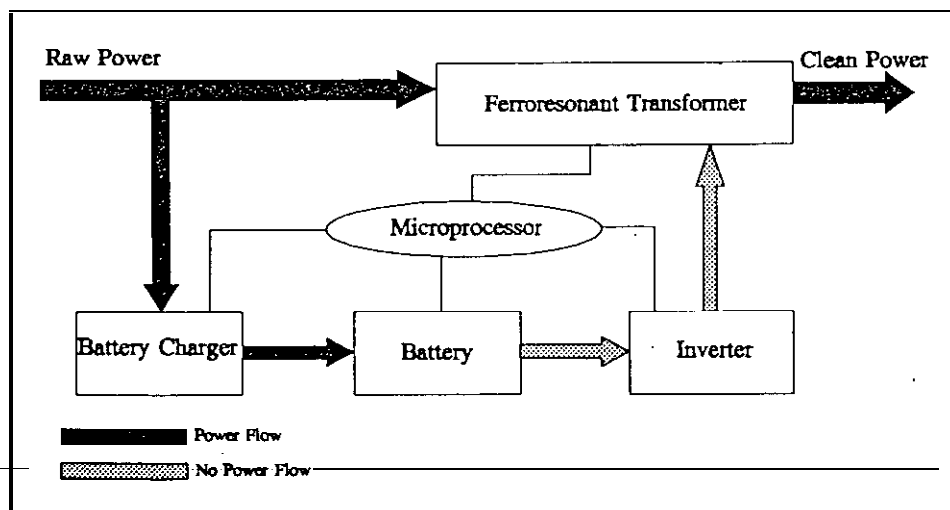 Raw Power
Clean Power
Ferroresonant Transformer
Microprocessor
Battery Charger
Battery
Inverter
Power Flow
No Power Flow